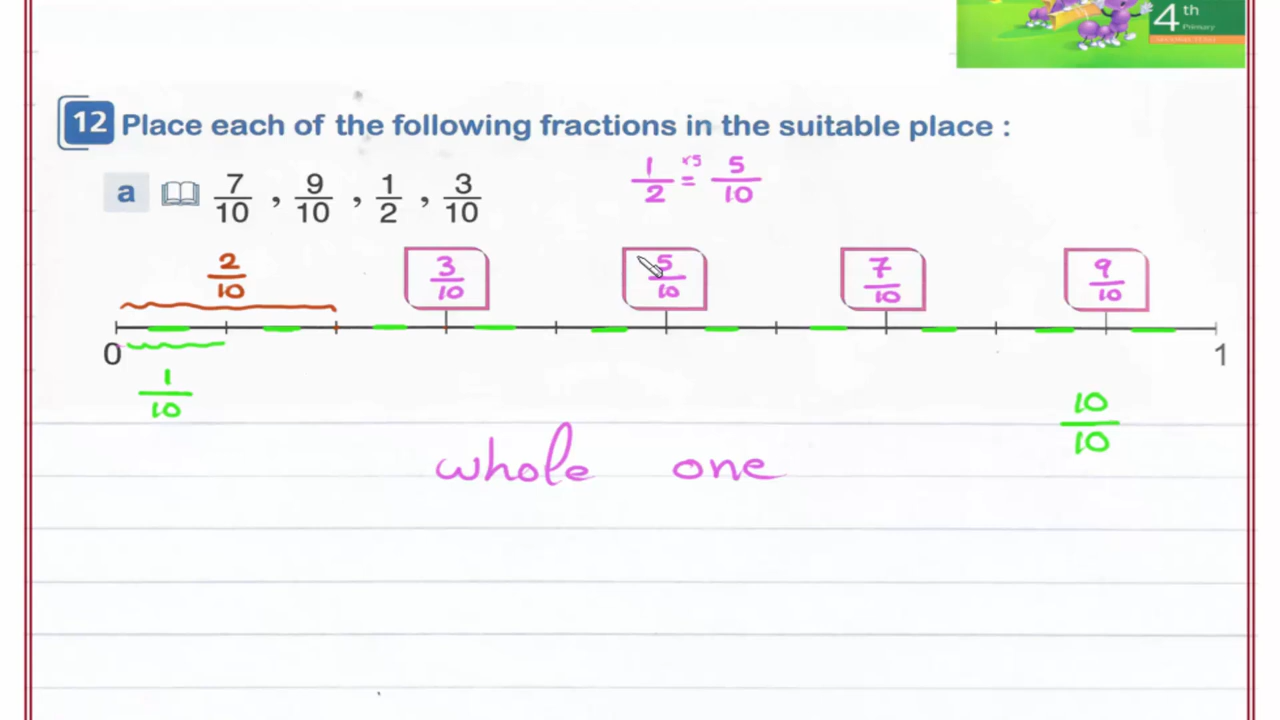 4th
Primary
12 Place each of the following fractions in the suitable place :
1/2 =×5 5/10
a 7/10 , 9/10 , 1/2 , 3/10
2/10 3/10 5/10 7/10 9/10
0 1
1/10 10/10
whole one